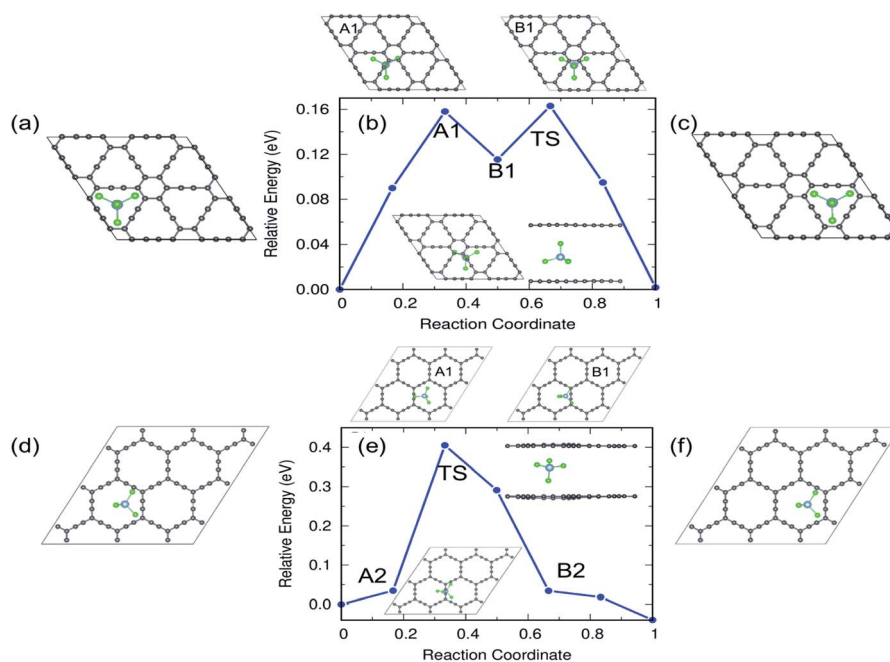 A1
B1
(a)
(b)
(c)
0.16
0.12
0.08
0.04
0.00
Relative Energy (eV)
A1
B1
TS
0
0.2
0.4
0.6
0.8
1
Reaction Coordinate
A1
B1
(d)
(e)
(f)
0.4
0.3
0.2
0.1
0.0
Relative Energy (eV)
TS
A2
B2
0
0.2
0.4
0.6
0.8
1
Reaction Coordinate